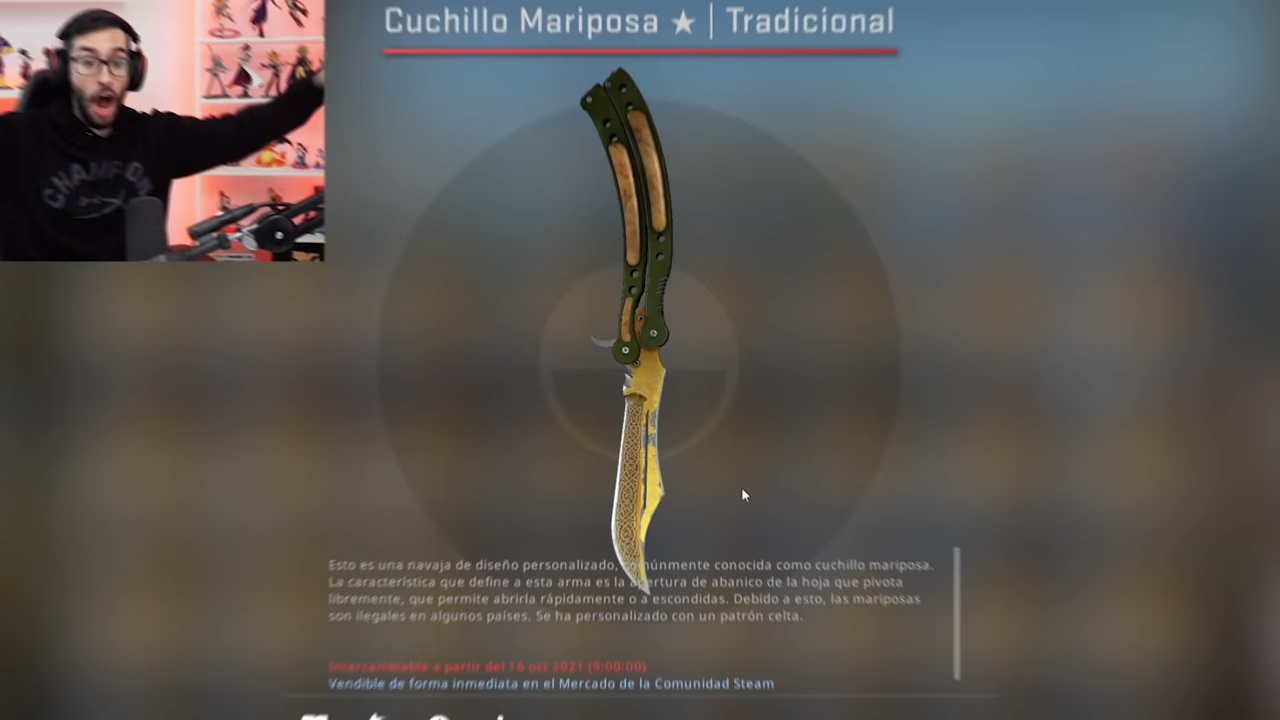 Cuchillo Mariposa ★ | Tradicional
CHAMPION
Esto es una navaja de diseño personalizado, comúnmente conocida como cuchillo mariposa.
La característica que define a esta arma es la apertura de abanico de la hoja que pivota
libremente, que permite abrirla rápidamente o a escondidas. Debido a esto, las mariposas
son ilegales en algunos países. Se ha personalizado con un patrón celta.
Intercambiable a partir del 16 oct 2021 (9:00:00)
Vendible de forma inmediata en el Mercado de la Comunidad Steam